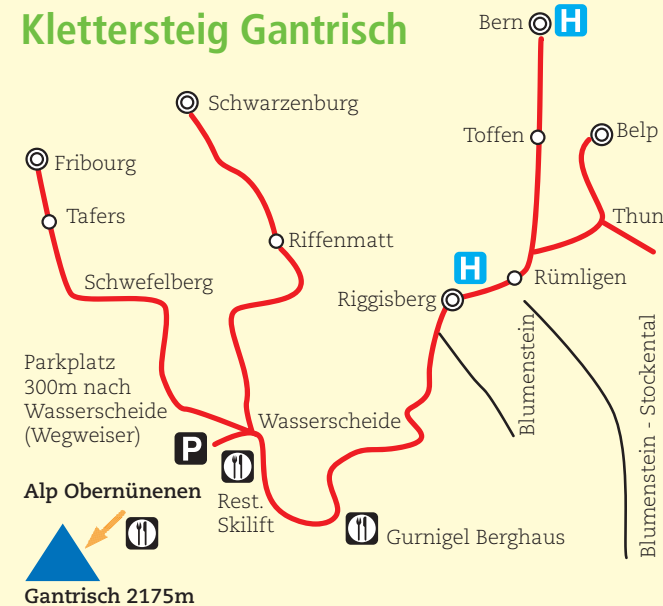 Klettersteig Gantrisch
Bern
H
Schwarzenburg
Toffen
Belp
Fribourg
Tafers
Thun
Riffenmatt
Schwefelberg
H
Rümligen
Riggisberg
Parkplatz
300m nach
Wasserscheide
(Wegweiser)
Blumenstein
Blumenstein - Stockental
Wasserscheide
P
Alp Obernünenen
Rest.
Skilift
Gurnigel Berghaus
Gantrisch 2175m